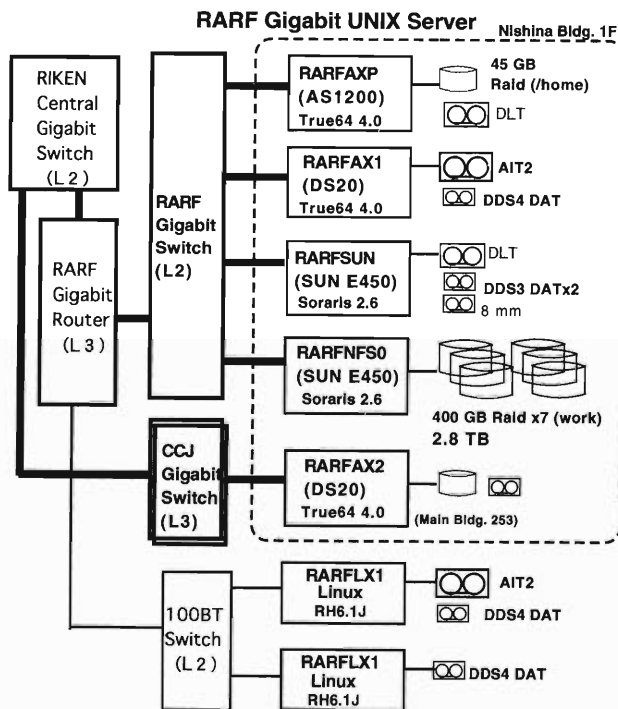 RARF Gigabit UNIX Server
Nishina Bldg. 1F
RIKEN
Central
Gigabit
Switch
(L2)
RARF
Gigabit
Router
(L3)
RARF
Gigabit
Switch
(L2)
CCJ
Gigabit
Switch
(L3)
100BT
Switch
(L2)
RARFAXP
(AS1200)
True64 4.0
45 GB
Raid (/home)
DLT
RARFAX1
(DS20)
True64 4.0
AIT2
DDS4 DAT
RARFSUN
(SUN E450)
Soraris 2.6
DLT
DDS3 DATx2
8 mm
RARFNFS0
(SUN E450)
Soraris 2.6
400 GB Raid x7 (work)
2.8 TB
RARFAX2
(DS20)
True64 4.0
(Main Bldg. 253)
RARFLX1
Linux
RH6.1J
AIT2
DDS4 DAT
RARFLX1
Linux
RH6.1J
DDS4 DAT